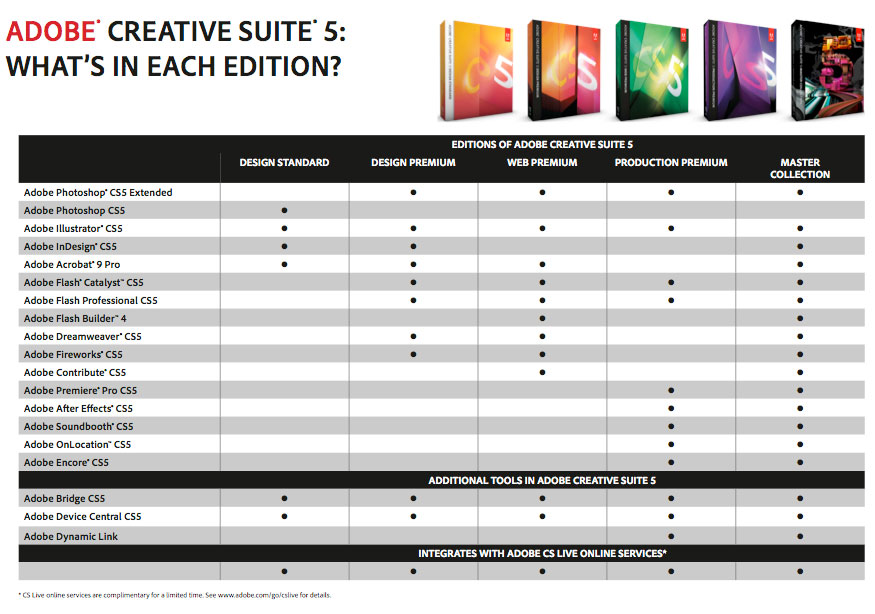 ADOBE® CREATIVE SUITE® 5:
WHAT'S IN EACH EDITION?
EDITIONS OF ADOBE CREATIVE SUITE 5
DESIGN STANDARD DESIGN PREMIUM WEB PREMIUM PRODUCTION PREMIUM MASTER COLLECTION
Adobe Photoshop® CS5 Extended • • • •
Adobe Photoshop CS5 •
Adobe Illustrator® CS5 • • • • •
Adobe InDesign® CS5 • • •
Adobe Acrobat® 9 Pro • • • •
Adobe Flash® Catalyst™ CS5 • • • •
Adobe Flash Professional CS5 • • • •
Adobe Flash Builder™ 4 • •
Adobe Dreamweaver® CS5 • • •
Adobe Fireworks® CS5 • • •
Adobe Contribute® CS5 • •
Adobe Premiere® Pro CS5 • •
Adobe After Effects® CS5 • •
Adobe Soundbooth® CS5 • •
Adobe OnLocation™ CS5 • •
Adobe Encore® CS5 • •
ADDITIONAL TOOLS IN ADOBE CREATIVE SUITE 5
Adobe Bridge CS5 • • • • •
Adobe Device Central CS5 • • • • •
Adobe Dynamic Link • •
INTEGRATES WITH ADOBE CS LIVE ONLINE SERVICES*
• • • • •
* CS Live online services are complimentary for a limited time. See www.adobe.com/go/cslive for details.